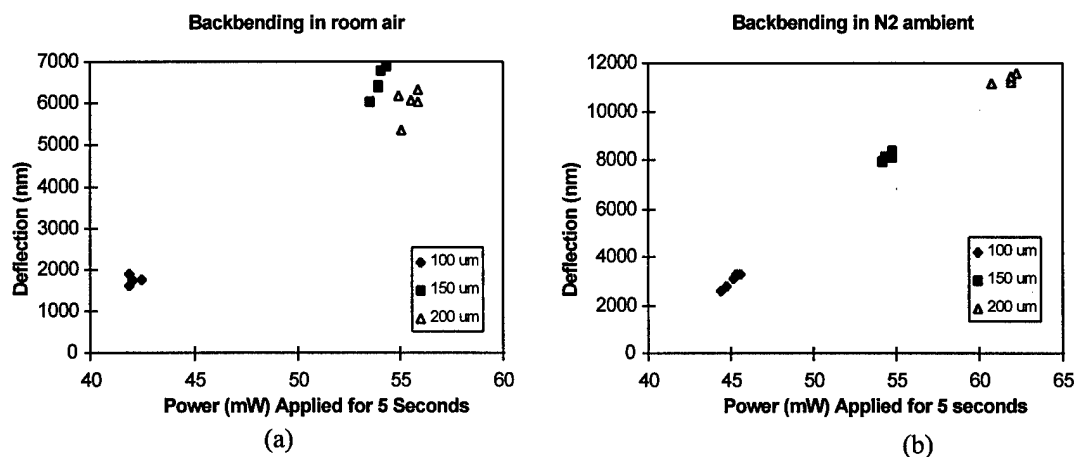 Backbending in room air
7000
6000
5000
4000
3000
2000
1000
0
Deflection (nm)
40
45
50
55
60
Power (mW) Applied for 5 Seconds
100 um
150 um
200 um
(a)
Backbending in N2 ambient
12000
10000
8000
6000
4000
2000
0
Deflection (nm)
40
45
50
55
60
65
Power (mW) Applied for 5 seconds
100 um
150 um
200 um
(b)